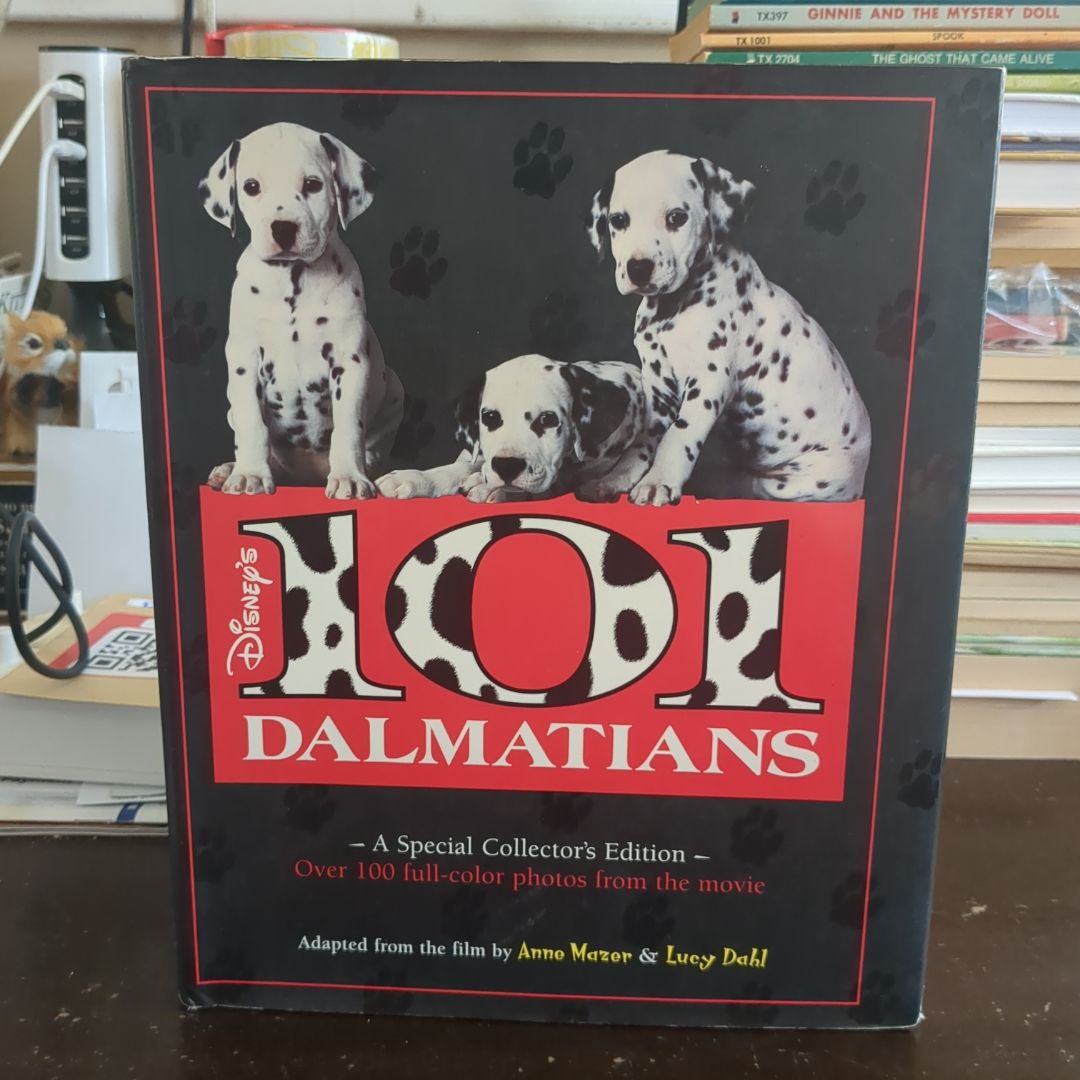 TX397 GINNIE AND THE MYSTERY DOLL
TX 1001 SPOOK
TX 2704 THE GHOST THAT CAME ALIVE
DISNEY'S
101
DALMATIANS
– A Special Collector's Edition –
Over 100 full-color photos from the movie
Adapted from the film by Anne Mazer & Lucy Dahl